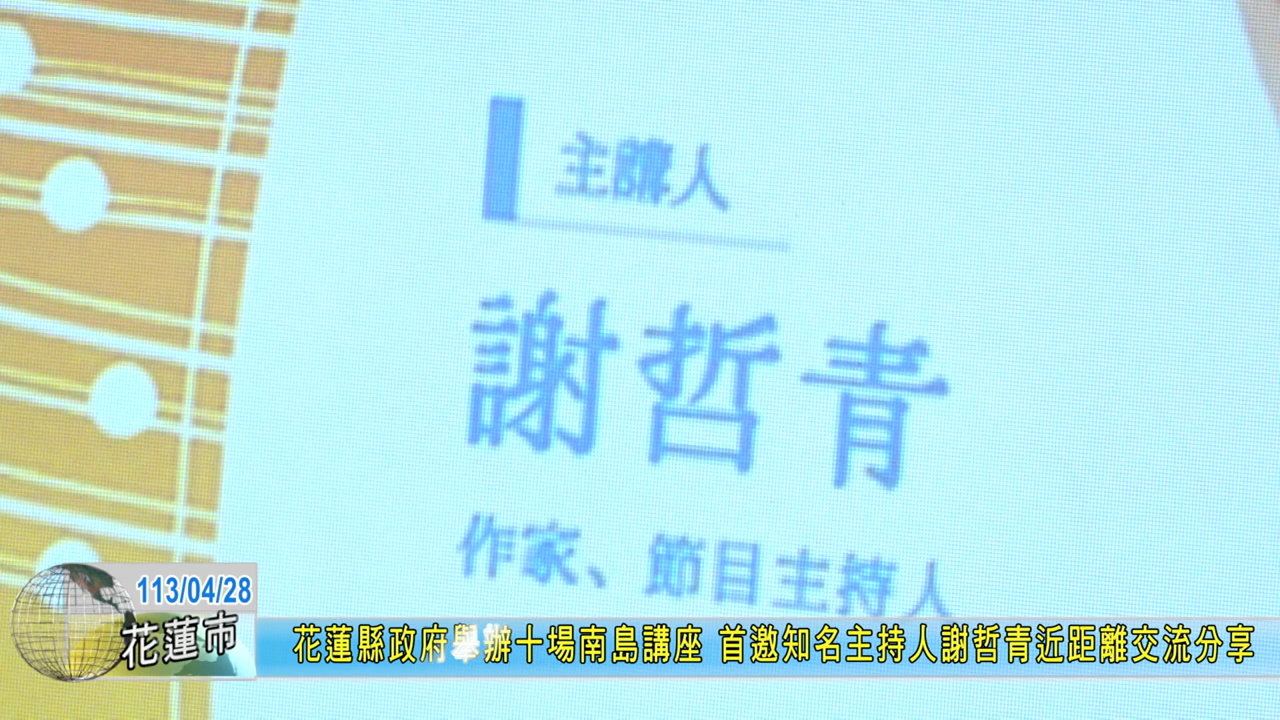 主講人
謝哲青
作家、節目主持人
113/04/28
花蓮市
花蓮縣政府舉辦十場南島講座 首邀知名主持人謝哲青近距離交流分享